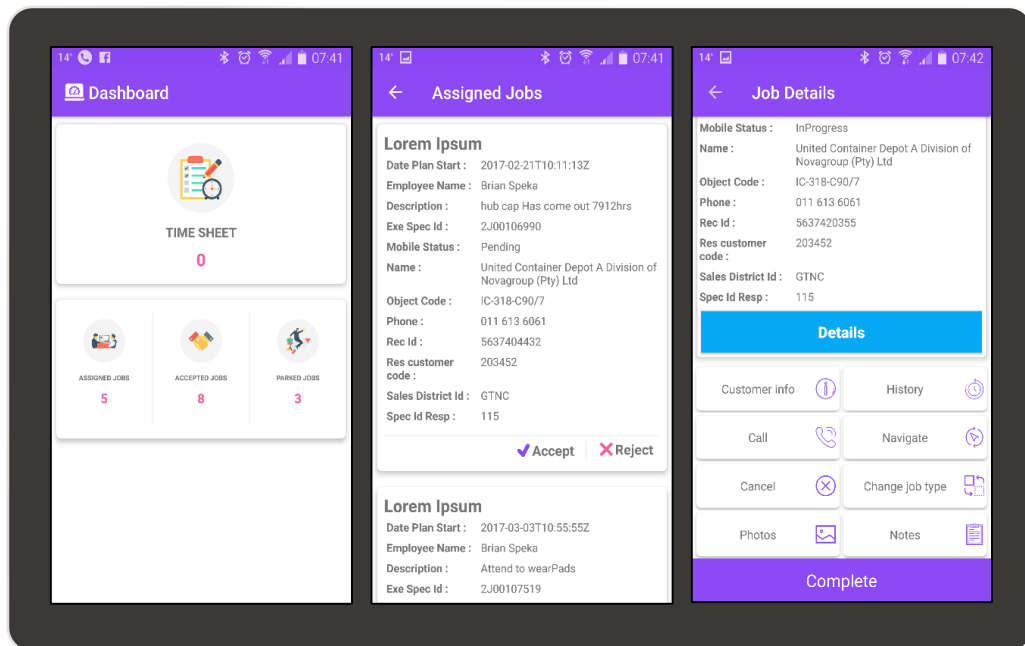 14°
07:41
Dashboard
TIME SHEET
0
ASSIGNED JOBS
5
ACCEPTED JOBS
8
PARKED JOBS
3
14°
07:41
Assigned Jobs
Lorem Ipsum
Date Plan Start : 2017-02-21T10:11:13Z
Employee Name : Brian Speka
Description : hub cap Has come out 7912hrs
Exe Spec Id : 2J00106990
Mobile Status : Pending
Name : United Container Depot A Division of
Novagroup (Pty) Ltd
Object Code : IC-318-C90/7
Phone : 011 613 6061
Rec Id : 5637404432
Res customer 203452
code :
Sales District Id : GTNC
Spec Id Resp : 115
Accept
Reject
Lorem Ipsum
Date Plan Start : 2017-03-03T10:55:55Z
Employee Name : Brian Speka
Description : Attend to wearPads
Exe Spec Id : 2J00107519
14°
07:42
Job Details
Mobile Status : InProgress
Name : United Container Depot A Division of
Novagroup (Pty) Ltd
Object Code : IC-318-C90/7
Phone : 011 613 6061
Rec Id : 5637420355
Res customer 203452
code :
Sales District Id : GTNC
Spec Id Resp : 115
Details
Customer info
History
Call
Navigate
Cancel
Change job type
Photos
Notes
Complete